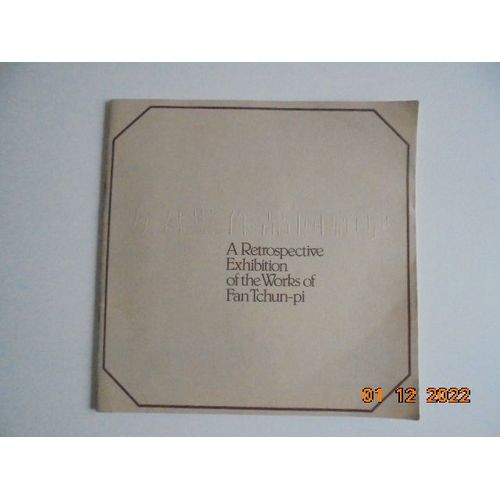 A Retrospective
Exhibition
of the Works of
Fan Tchun-pi
01 12 2022